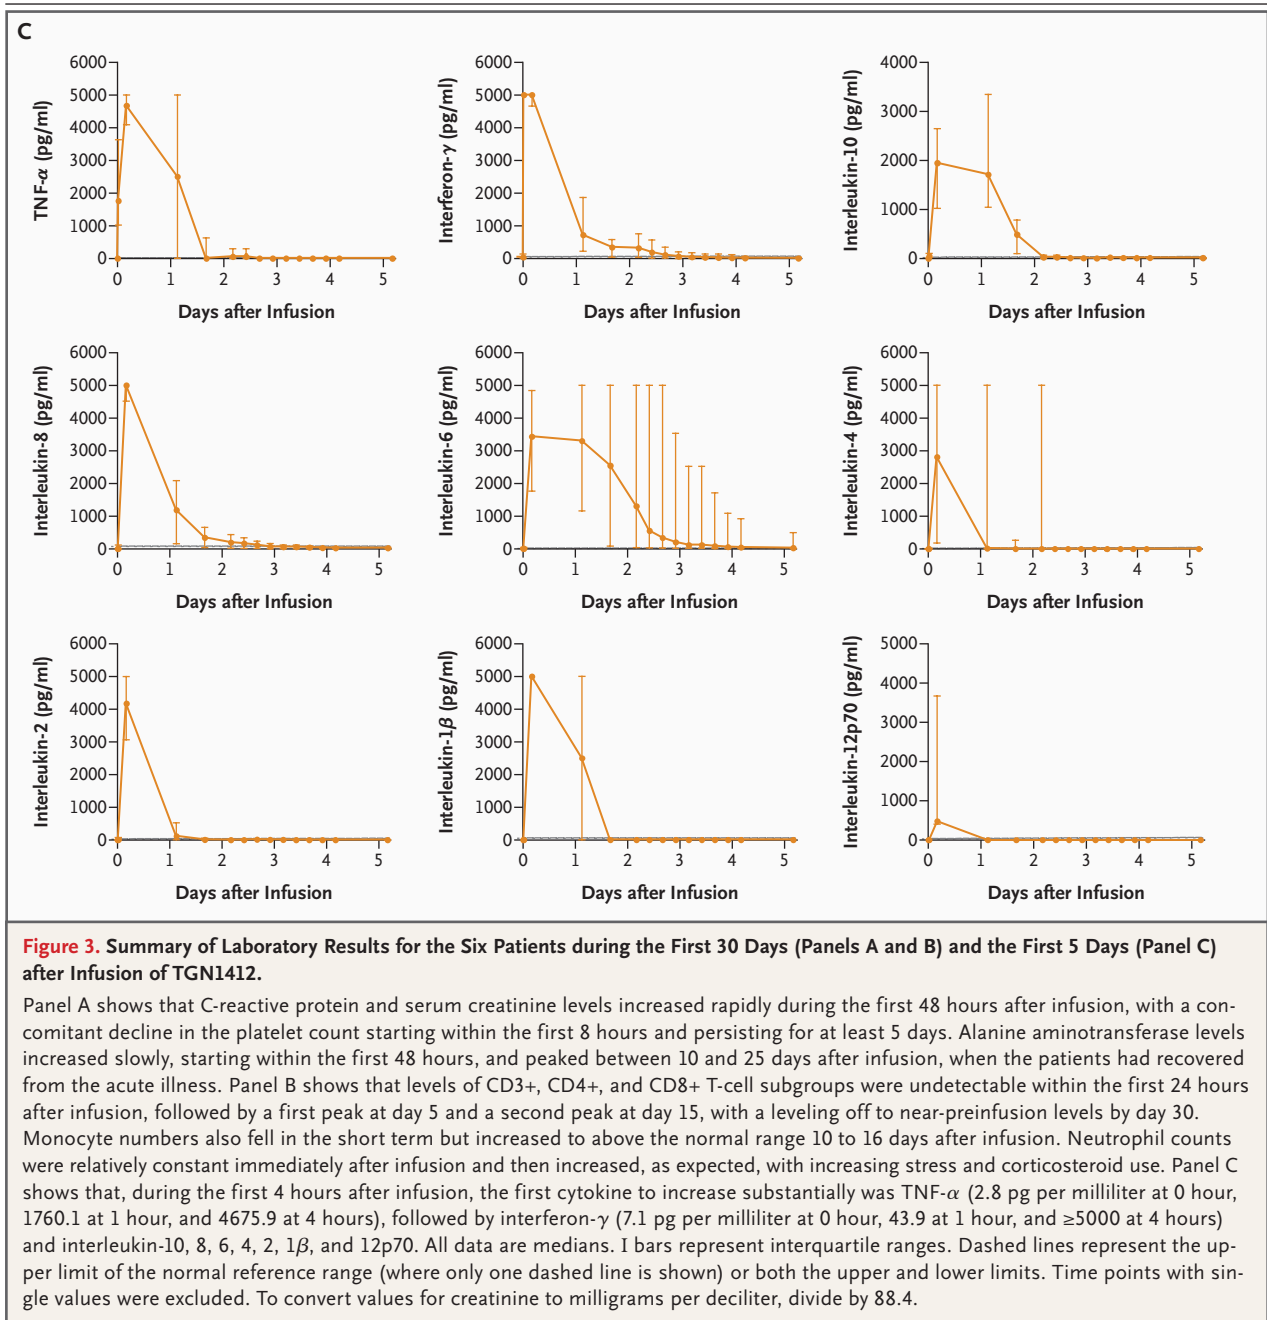 C
TNF-α (pg/ml)
6000
5000
4000
3000
2000
1000
0
0 1 2 3 4 5
Days after Infusion
Interferon-γ (pg/ml)
6000
5000
4000
3000
2000
1000
0
0 1 2 3 4 5
Days after Infusion
Interleukin-10 (pg/ml)
4000
3000
2000
1000
0
0 1 2 3 4 5
Days after Infusion
Interleukin-8 (pg/ml)
6000
5000
4000
3000
2000
1000
0
0 1 2 3 4 5
Days after Infusion
Interleukin-6 (pg/ml)
6000
5000
4000
3000
2000
1000
0
0 1 2 3 4 5
Days after Infusion
Interleukin-4 (pg/ml)
6000
5000
4000
3000
2000
1000
0
0 1 2 3 4 5
Days after Infusion
Interleukin-2 (pg/ml)
6000
5000
4000
3000
2000
1000
0
0 1 2 3 4 5
Days after Infusion
Interleukin-1β (pg/ml)
6000
5000
4000
3000
2000
1000
0
0 1 2 3 4 5
Days after Infusion
Interleukin-12p70 (pg/ml)
5000
4000
3000
2000
1000
0
0 1 2 3 4 5
Days after Infusion
Figure 3. Summary of Laboratory Results for the Six Patients during the First 30 Days (Panels A and B) and the First 5 Days (Panel C)
after Infusion of TGN1412.
Panel A shows that C-reactive protein and serum creatinine levels increased rapidly during the first 48 hours after infusion, with a con-
comitant decline in the platelet count starting within the first 8 hours and persisting for at least 5 days. Alanine aminotransferase levels
increased slowly, starting within the first 48 hours, and peaked between 10 and 25 days after infusion, when the patients had recovered
from the acute illness. Panel B shows that levels of CD3+, CD4+, and CD8+ T-cell subgroups were undetectable within the first 24 hours
after infusion, followed by a first peak at day 5 and a second peak at day 15, with a leveling off to near-preinfusion levels by day 30.
Monocyte numbers also fell in the short term but increased to above the normal range 10 to 16 days after infusion. Neutrophil counts
were relatively constant immediately after infusion and then increased, as expected, with increasing stress and corticosteroid use. Panel C
shows that, during the first 4 hours after infusion, the first cytokine to increase substantially was TNF-α (2.8 pg per milliliter at 0 hour,
1760.1 at 1 hour, and 4675.9 at 4 hours), followed by interferon-γ (7.1 pg per milliliter at 0 hour, 43.9 at 1 hour, and ≥5000 at 4 hours)
and interleukin-10, 8, 6, 4, 2, 1β, and 12p70. All data are medians. I bars represent interquartile ranges. Dashed lines represent the up-
per limit of the normal reference range (where only one dashed line is shown) or both the upper and lower limits. Time points with sin-
gle values were excluded. To convert values for creatinine to milligrams per deciliter, divide by 88.4.